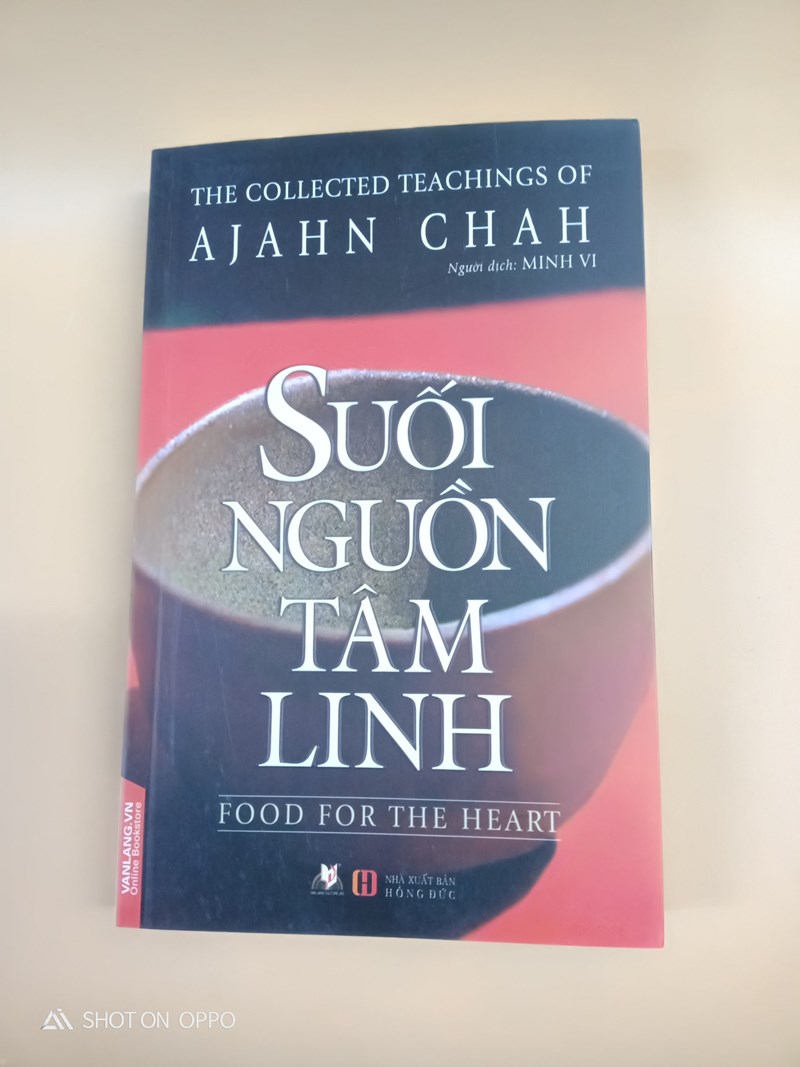 THE COLLECTED TEACHINGS OF
AJAHN CHAH
Người dịch: MINH VI
SUỐI
NGUỒN
TÂM
LINH
FOOD FOR THE HEART
VANLANG.VN
Online Bookstore
NHÀ XUẤT BẢN
HỒNG ĐỨC
SHOT ON OPPO